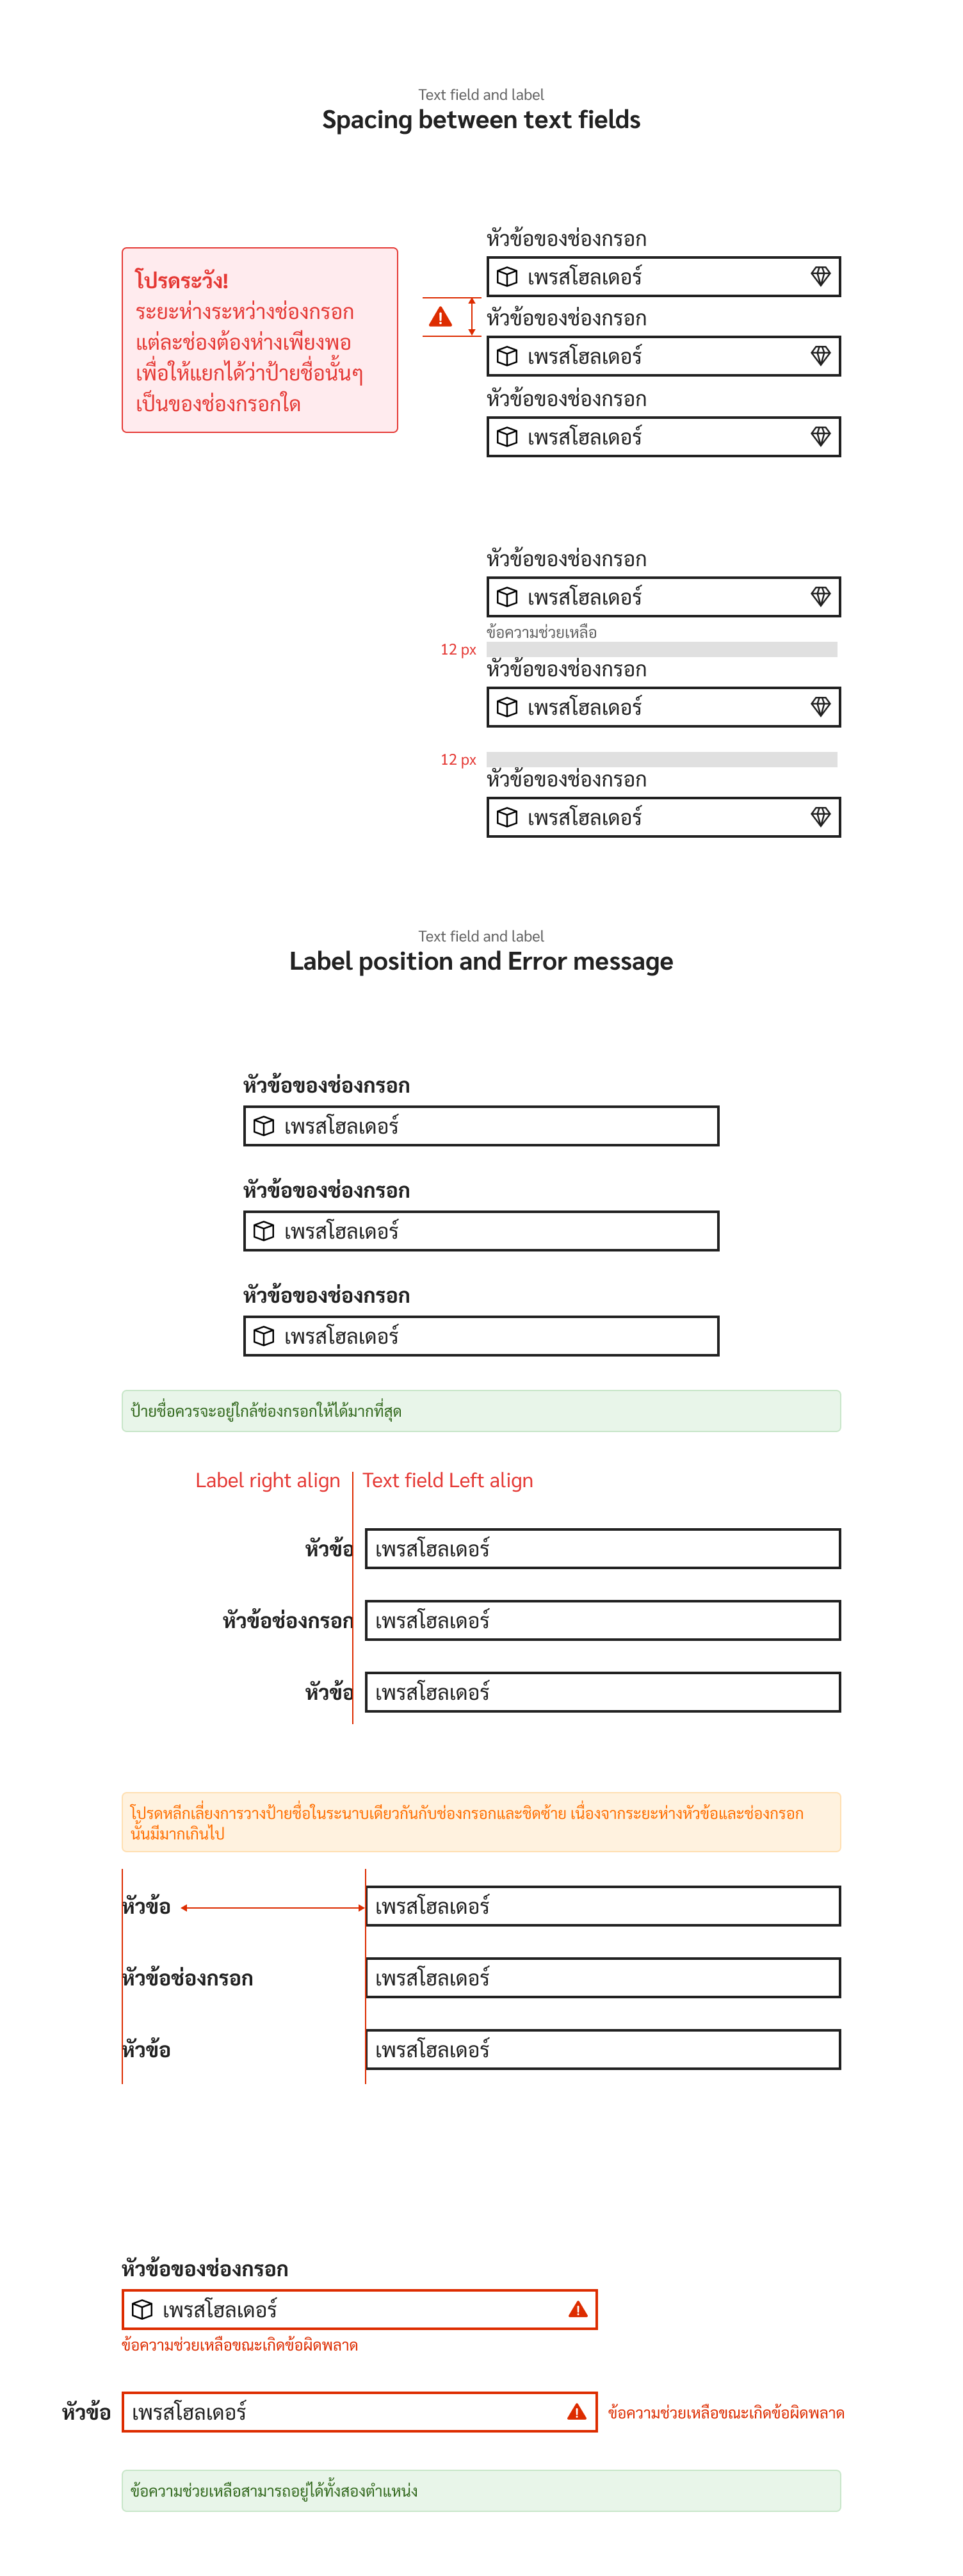 Text field and label
Spacing between text fields
โปรดระวัง!
ระยะห่างระหว่างช่องกรอก
แต่ละช่องต้องห่างเพียงพอ
เพื่อให้แยกได้ว่าป้ายชื่อนั้นๆ
เป็นของช่องกรอกใด
หัวข้อของช่องกรอก
เพรสโฮลเดอร์
หัวข้อของช่องกรอก
เพรสโฮลเดอร์
หัวข้อของช่องกรอก
เพรสโฮลเดอร์
หัวข้อของช่องกรอก
เพรสโฮลเดอร์
ข้อความช่วยเหลือ
12 px
หัวข้อของช่องกรอก
เพรสโฮลเดอร์
12 px
หัวข้อของช่องกรอก
เพรสโฮลเดอร์
Text field and label
Label position and Error message
หัวข้อของช่องกรอก
เพรสโฮลเดอร์
หัวข้อของช่องกรอก
เพรสโฮลเดอร์
หัวข้อของช่องกรอก
เพรสโฮลเดอร์
ป้ายชื่อควรจะอยู่ใกล้ช่องกรอกให้ได้มากที่สุด
Label right align Text field Left align
หัวข้อ เพรสโฮลเดอร์
หัวข้อช่องกรอก เพรสโฮลเดอร์
หัวข้อ เพรสโฮลเดอร์
โปรดหลีกเลี่ยงการวางป้ายชื่อในระนาบเดียวกันกับช่องกรอกและชิดซ้าย เนื่องจากระยะห่างหัวข้อและช่องกรอก
นั้นมีมากเกินไป
หัวข้อ เพรสโฮลเดอร์
หัวข้อช่องกรอก เพรสโฮลเดอร์
หัวข้อ เพรสโฮลเดอร์
หัวข้อของช่องกรอก
เพรสโฮลเดอร์
ข้อความช่วยเหลือขณะเกิดข้อผิดพลาด
หัวข้อ เพรสโฮลเดอร์ ข้อความช่วยเหลือขณะเกิดข้อผิดพลาด
ข้อความช่วยเหลือสามารถอยู่ได้ทั้งสองตำแหน่ง